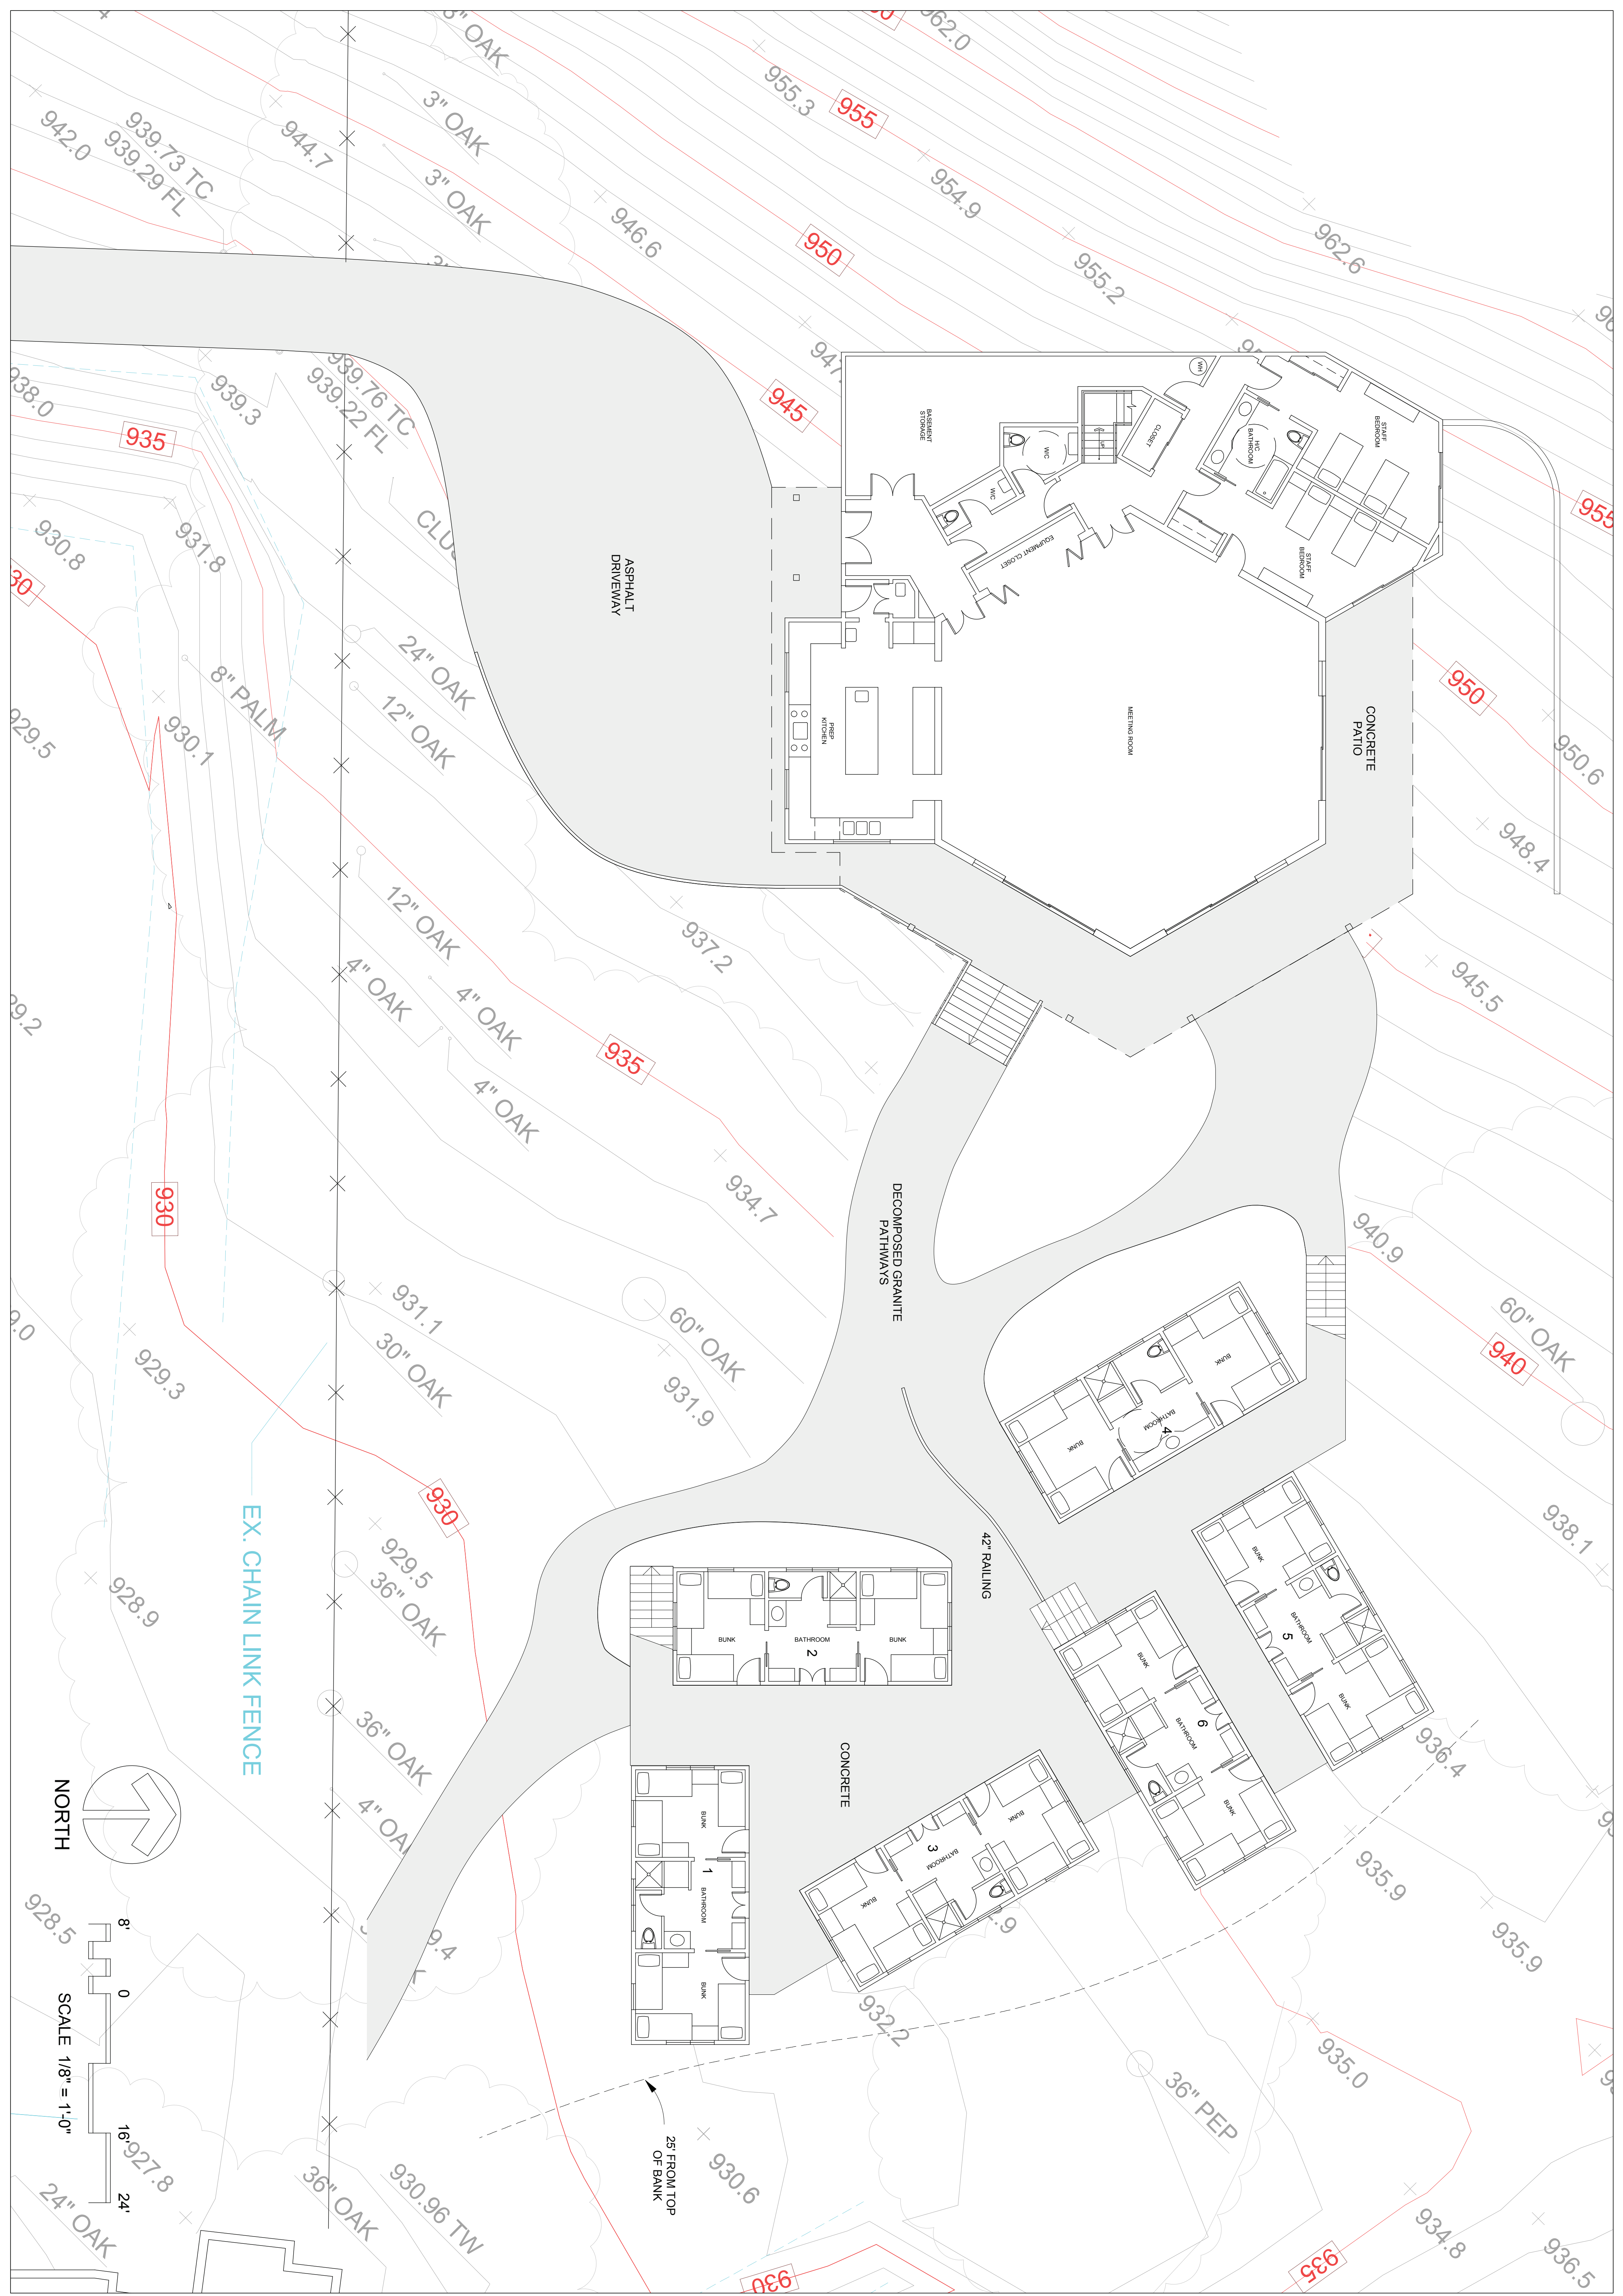 3" OAK
962.0
955.3
955
942.0
939.73 TC
939.29 FL
944.7
3" OAK
954.9
3" OAK
946.6
950
955.2
962.6
945
939.76 TC
939.22 FL
939.3
938.0
935
930.8
931.8
ASPHALT
DRIVEWAY
BASEMENT
STORAGE
W/C
W/C
UP
CLOSET
WH
H/C
BATHROOM
STAFF
BEDROOM
STAFF
BEDROOM
EQUIPMENT CLOSET
955
24" OAK
12" OAK
8" PALM
930.1
929.5
PREP
KITCHEN
MEETING ROOM
CONCRETE
PATIO
950
950.6
948.4
12" OAK
937.2
4" OAK
4" OAK
935
4" OAK
945.5
934.7
930
DECOMPOSED GRANITE
PATHWAYS
940.9
931.1
30" OAK
60" OAK
931.9
929.3
60" OAK
940
BUNK
BATHROOM
4
BUNK
930
929.5
36" OAK
928.9
EX. CHAIN LINK FENCE
42" RAILING
938.1
BUNK
BATHROOM
2
BUNK
BUNK
BATHROOM
5
BUNK
BUNK
BATHROOM
6
BUNK
936.4
36" OAK
CONCRETE
BUNK
BATHROOM
3
BUNK
BUNK
1
BATHROOM
BUNK
935.9
935.9
932.2
935.0
36" PEP
NORTH
928.5
8'
0
16'
24'
SCALE 1/8" = 1'-0"
927.8
24" OAK
36" OAK
930.96 TW
25' FROM TOP
OF BANK
930.6
930
935
934.8
936.5